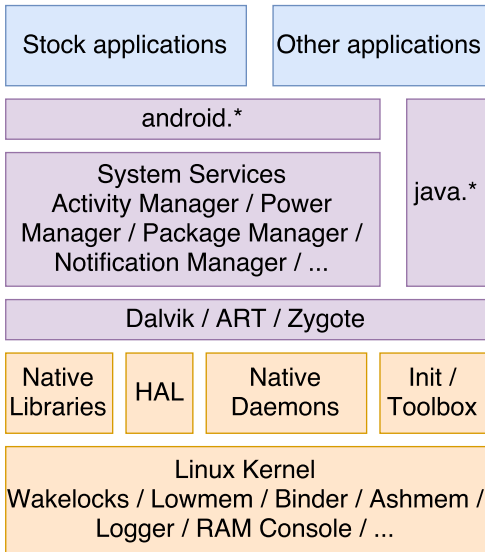 Stock applications
Other applications
android.*
java.*
System Services
Activity Manager / Power
Manager / Package Manager /
Notification Manager / ...
Dalvik / ART / Zygote
Native
Libraries
HAL
Native
Daemons
Init /
Toolbox
Linux Kernel
Wakelocks / Lowmem / Binder / Ashmem /
Logger / RAM Console / ...